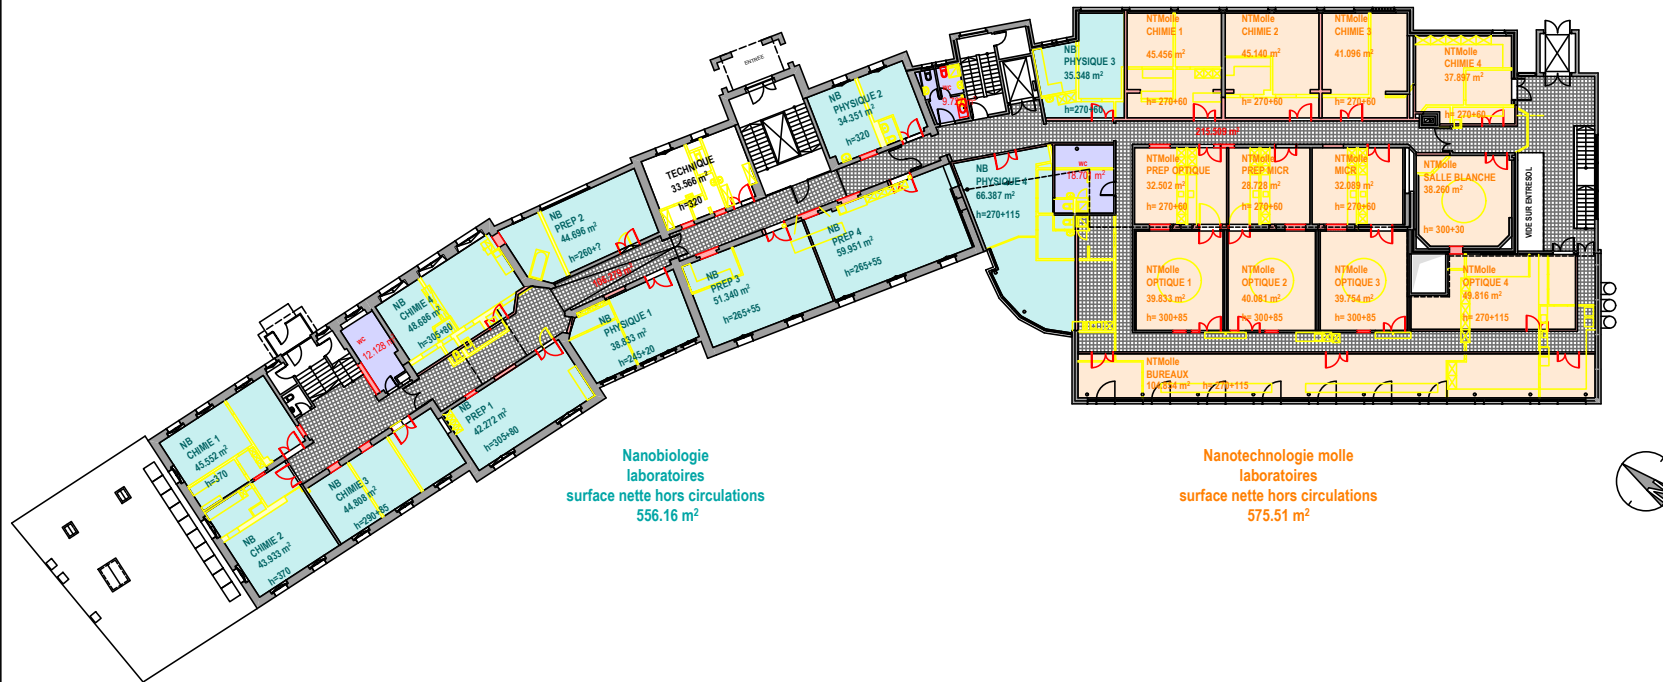 NB
CHIMIE 1
45.552 m²
h=370
NB
CHIMIE 2
43.933 m²
h=370
NB
CHIMIE 3
44.808 m²
h=290+85
WC
12.128 m
NB
CHIMIE 4
48.686 m²
h=305+80
NB
PREP 1
42.272 m²
h=305+80
NB
PREP 2
44.696 m²
h=260+?
NB
PHYSIQUE 1
38.833 m²
h=245+20
TECHNIQUE
33.566 m²
h=320
NB
PREP 3
51.340 m²
h=265+55
ENTRÉE
NB
PHYSIQUE 2
34.351 m²
h=320
NB
PREP 4
59.951 m²
h=265+55
WC
NB
PHYSIQUE 3
35.348 m²
h=270+60
NB
PHYSIQUE 4
66.387 m²
h=270+115
WC
NTMolle
CHIMIE 1
45.456 m²
h= 270+60
NTMolle
CHIMIE 2
45.140 m²
h= 270+60
NTMolle
CHIMIE 3
41.096 m²
h= 270+60
NTMolle
CHIMIE 4
37.897 m²
h= 270+60
NTMolle
PREP OPTIQUE
32.502 m²
h= 270+60
NTMolle
PREP MICR
28.728 m²
h= 270+60
NTMolle
MICR
32.089 m²
h= 270+60
NTMolle
SALLE BLANCHE
38.260 m²
h= 300+30
VIDE SUR ENTRESOL
NTMolle
OPTIQUE 1
39.833 m²
h= 300+85
NTMolle
OPTIQUE 2
40.081 m²
h= 300+85
NTMolle
OPTIQUE 3
39.754 m²
h= 300+85
NTMolle
OPTIQUE 4
49.816 m²
h= 270+115
NTMolle
BUREAUX
h= 270+115
Nanobiologie
laboratoires
surface nette hors circulations
556.16 m²
Nanotechnologie molle
laboratoires
surface nette hors circulations
575.51 m²